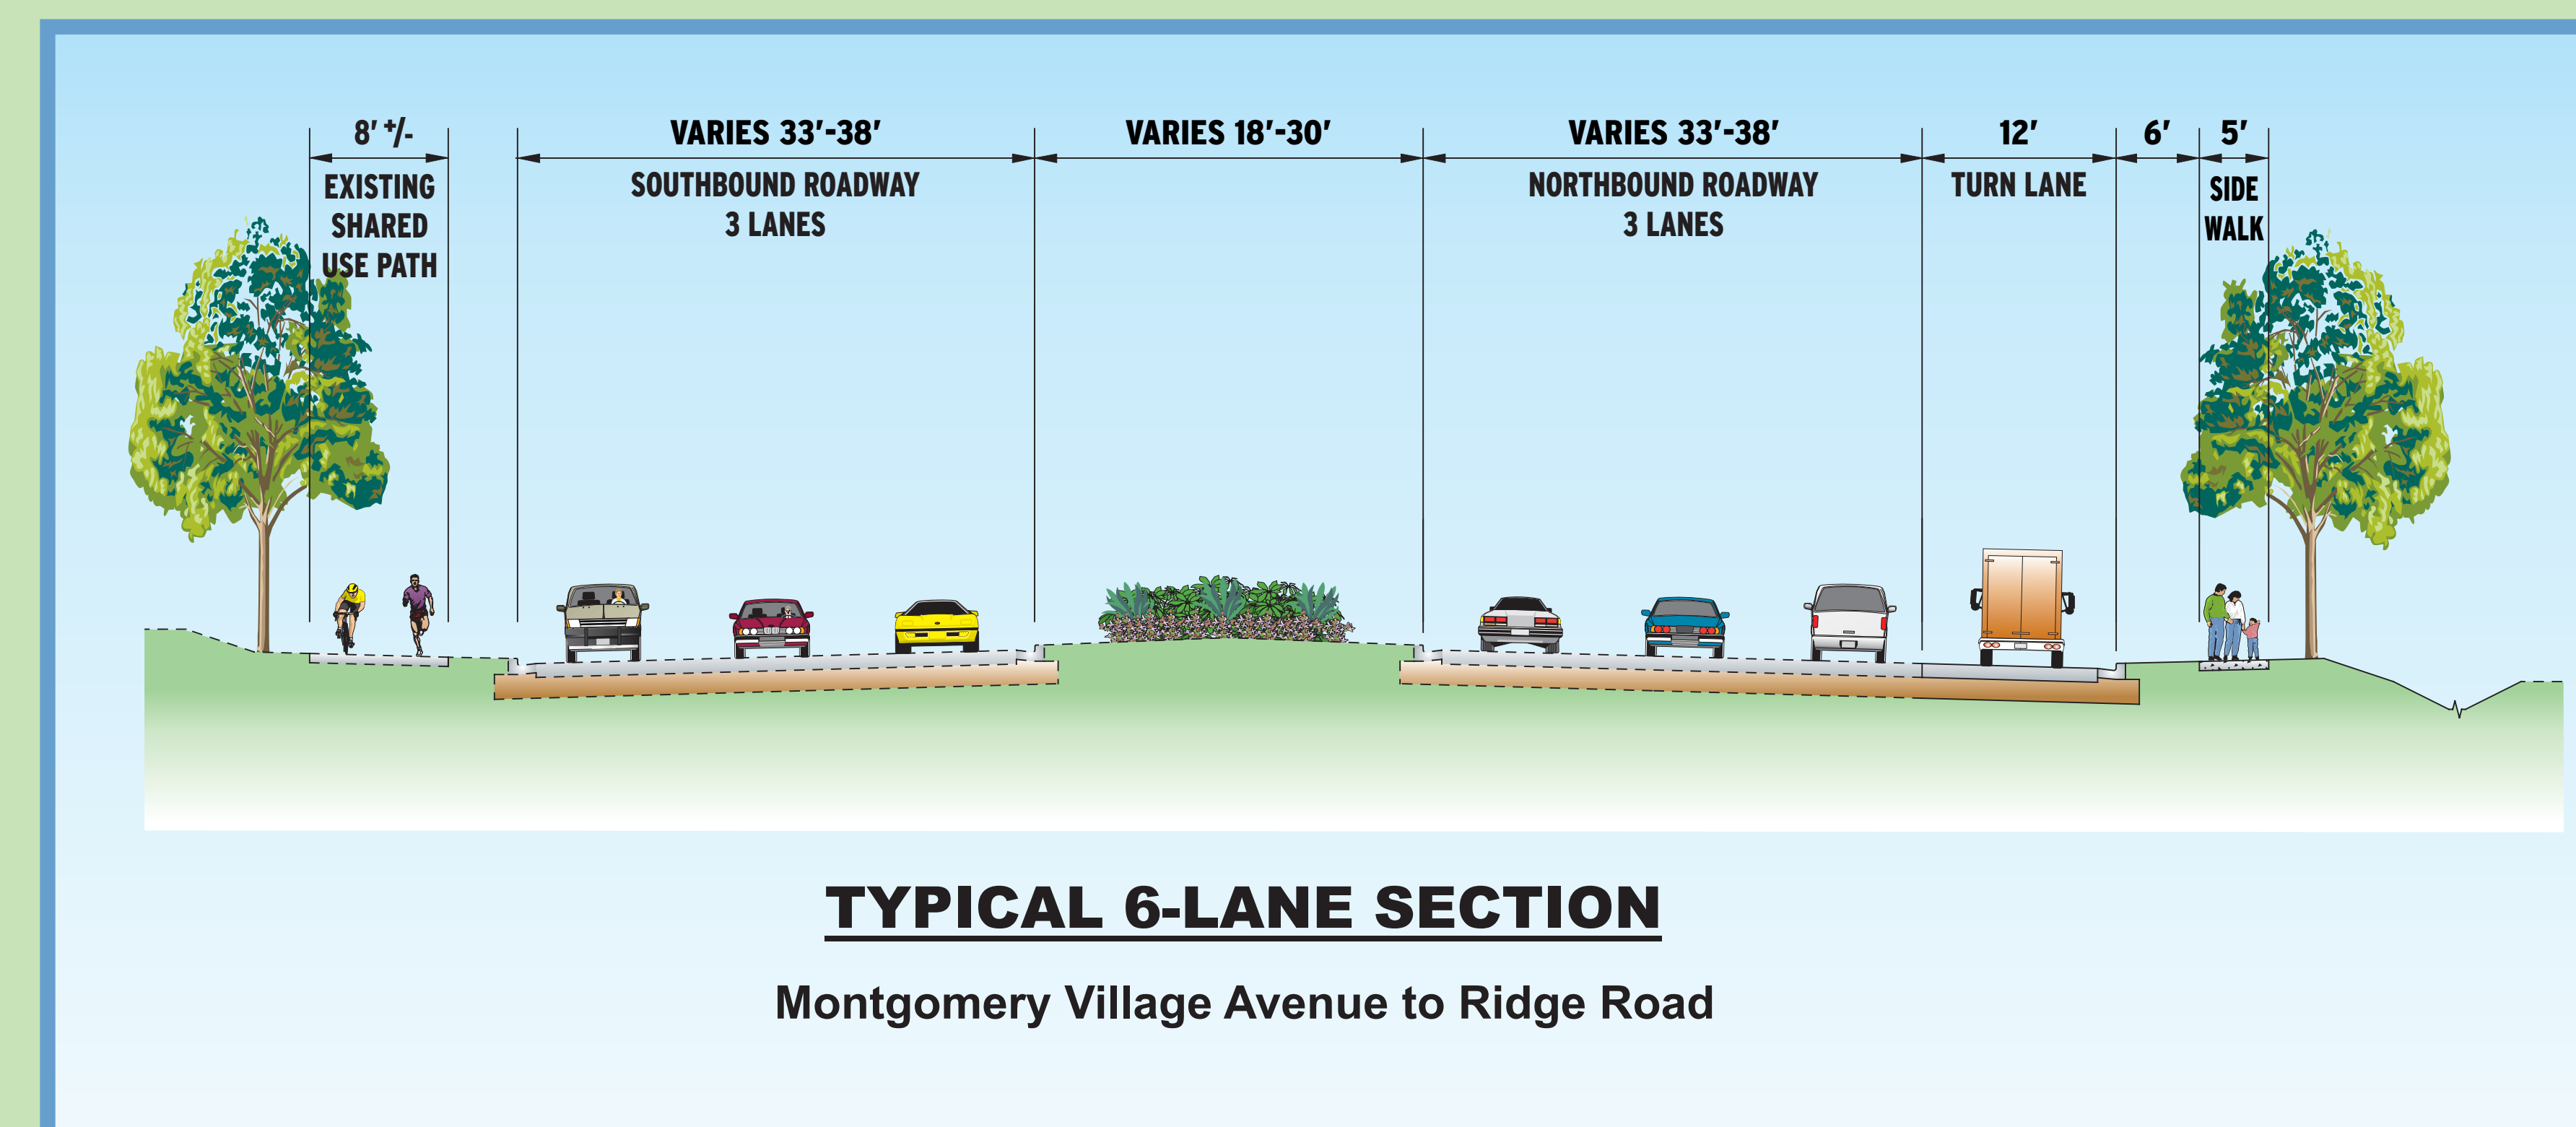 8' +/-
VARIES 33'-38'
VARIES 18'-30'
VARIES 33'-38'
12'
6'
5'
EXISTING
SHARED
USE PATH
SOUTHBOUND ROADWAY
3 LANES
NORTHBOUND ROADWAY
3 LANES
TURN LANE
SIDE
WALK
TYPICAL 6-LANE SECTION
Montgomery Village Avenue to Ridge Road